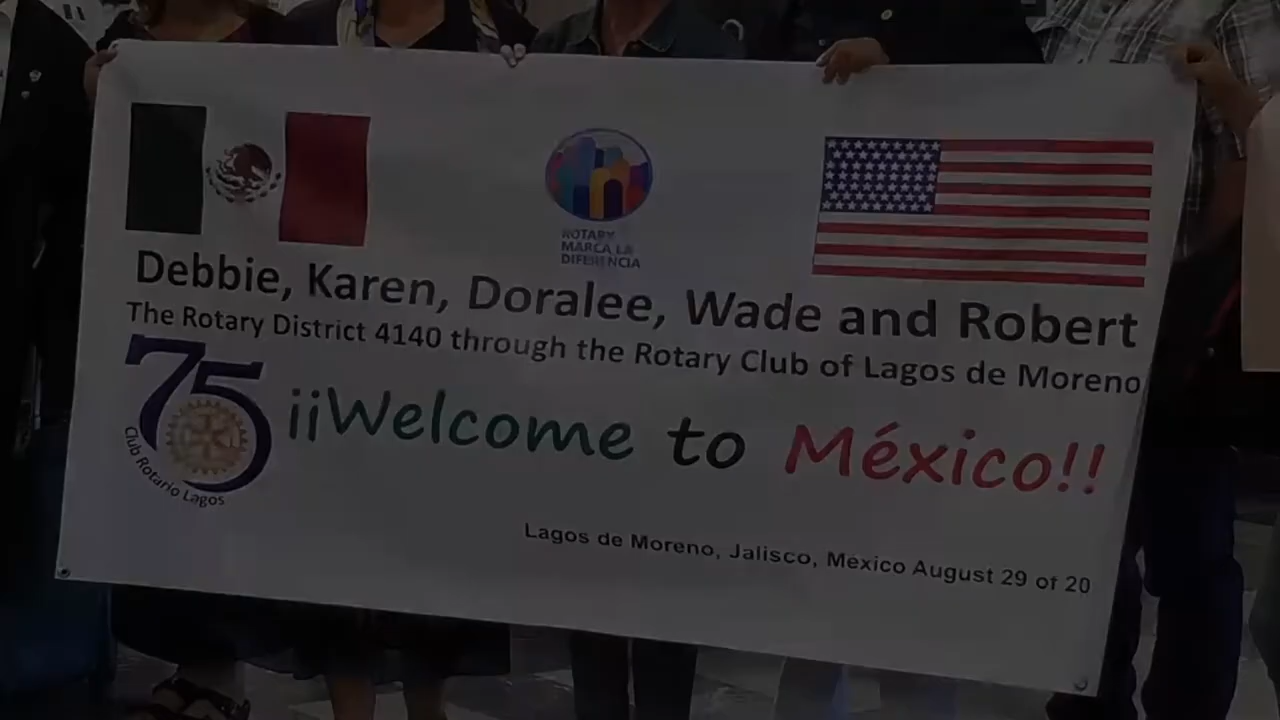 ROTARY
MARCA LA
DIFERENCIA
Debbie, Karen, Doralee, Wade and Robert
The Rotary District 4140 through the Rotary Club of Lagos de Moreno
75
Club Rotario Lagos
¡¡Welcome to México!!
Lagos de Moreno, Jalisco, México August 29 of 20